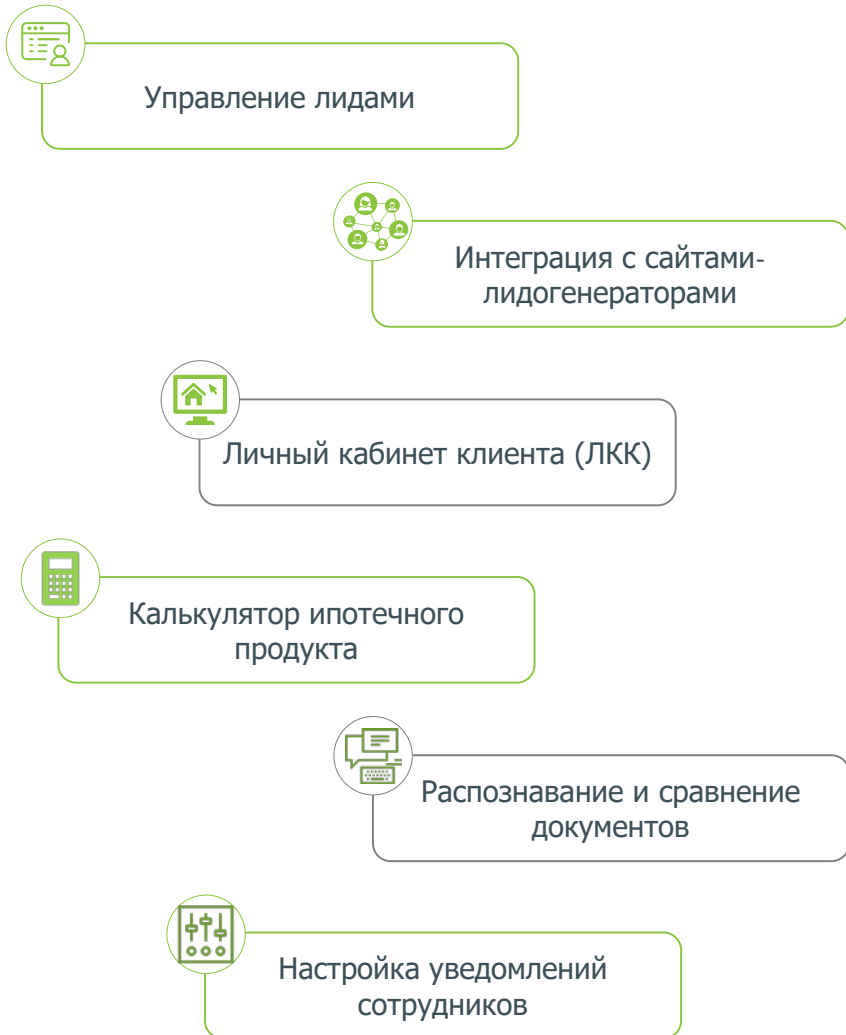 Управление лидами
Интеграция с сайтами-
лидогенераторами
Личный кабинет клиента (ЛКК)
Калькулятор ипотечного
продукта
Распознавание и сравнение
документов
Настройка уведомлений
сотрудников